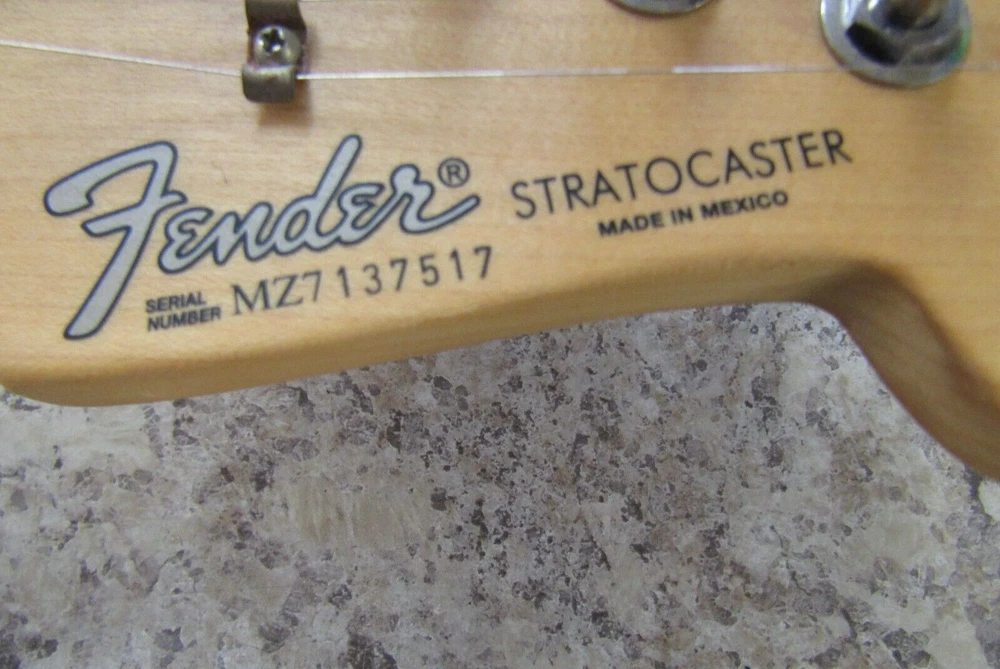 Fender®
STRATOCASTER
MADE IN MEXICO
SERIAL
NUMBER MZ7137517